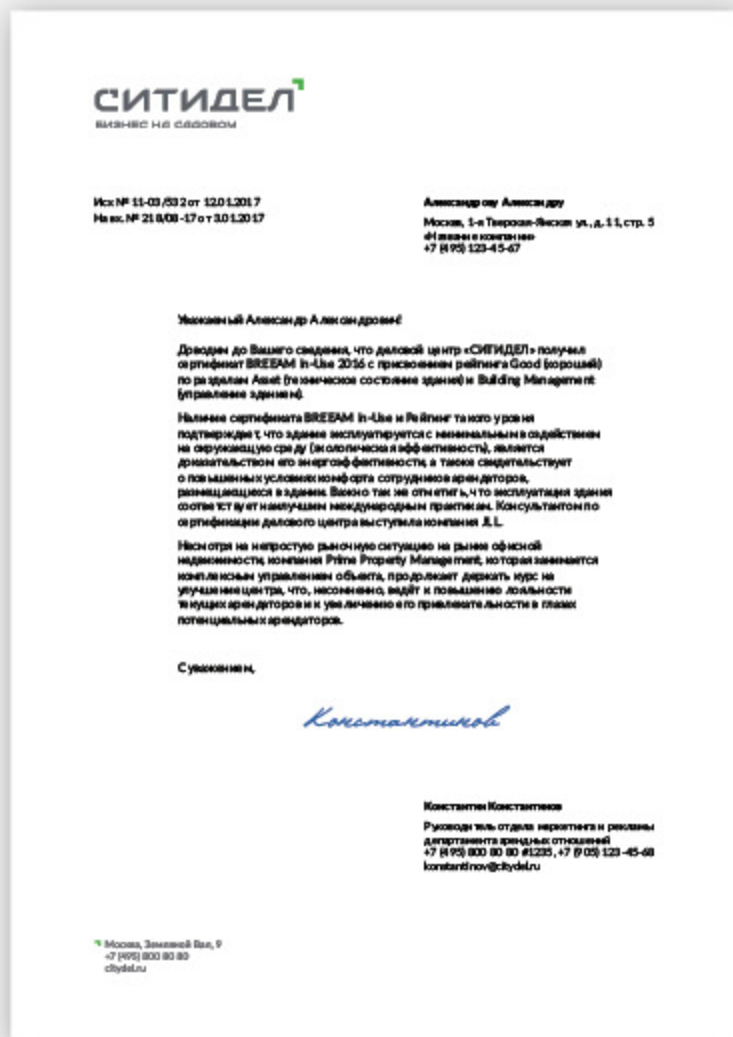 СИТИДЕЛ
БИЗНЕС НА САДОВОМ
Исх № 11-03/532 от 12.01.2017
На вх. № 218/08-17 от 3.01.2017
Александрову Александру
Москва, 1-я Тверская-Ямская ул., д. 11, стр. 5
«Название компании»
+7 (495) 123-45-67
Уважаемый Александр Александрович!
Доводим до Вашего сведения, что деловой центр «СИТИДЕЛ» получил
сертификат BREEAM In-Use 2016 с присвоением рейтинга Good (хороший)
по разделам Asset (техническое состояние здания) и Building Management
(управление зданием).
Наличие сертификата BREEAM In-Use и Рейтинг такого уровня
подтверждает, что здание эксплуатируется с минимальным воздействием
на окружающую среду (экологическая эффективность), является
доказательством его энергоэффективности, а также свидетельствует
о повышенных условиях комфорта сотрудников арендаторов,
размещающихся в здании. Важно так же отметить, что эксплуатация здания
соответствует наилучшим международным практикам. Консультантом по
сертификации делового центра выступила компания JLL.
Несмотря на непростую рыночную ситуацию на рынке офисной
недвижимости, компания Prime Property Management, которая занимается
комплексным управлением объекта, продолжает держать курс на
улучшение центра, что, несомненно, ведёт к повышению лояльности
текущих арендаторов и к увеличению его привлекательности в глазах
потенциальных арендаторов.
С уважением,
Константинов
Константин Константинов
Руководитель отдела маркетинга и рекламы
департамента арендных отношений
+7 (495) 800 80 80 #1235, +7 (905) 123-45-68
konstantinov@citydel.ru
Москва, Земляной Вал, 9
+7 (495) 800 80 80
citydel.ru